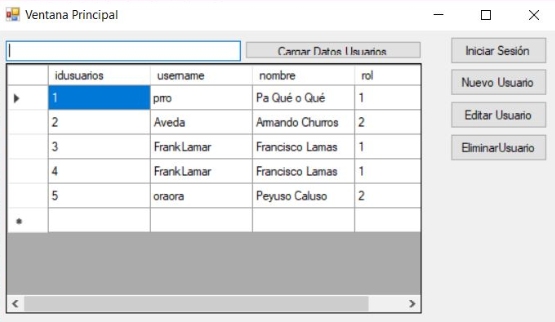 Ventana Principal
Cargar Datos Usuarios
Iniciar Sesión
Nuevo Usuario
Editar Usuario
EliminarUsuario
idusuarios username nombre rol
1 prro Pa Qué o Qué 1
2 Aveda Armando Churros 2
3 FrankLamar Francisco Lamas 1
4 FrankLamar Francisco Lamas 1
5 oraora Peyuso Caluso 2